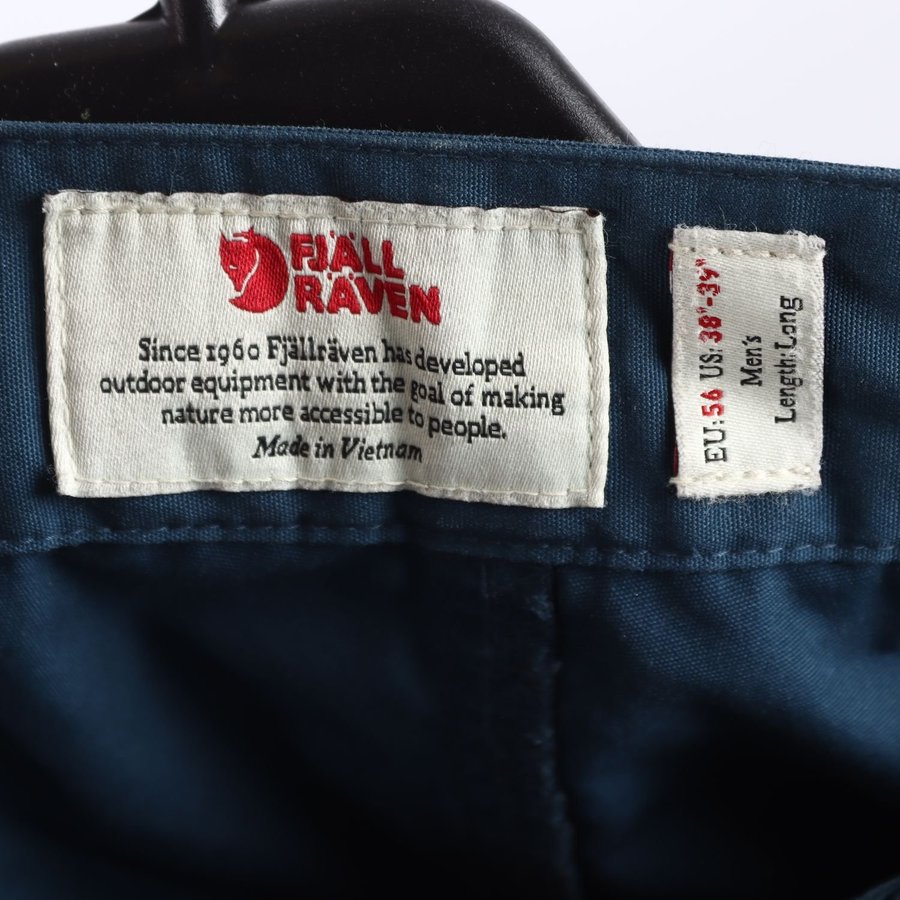 FJÄLL
RÄVEN
Since 1960 Fjällräven has developed
outdoor equipment with the goal of making
nature more accessible to people.
Made in Vietnam
EU: 56 US: 38"-39"
Men's
Length: Long